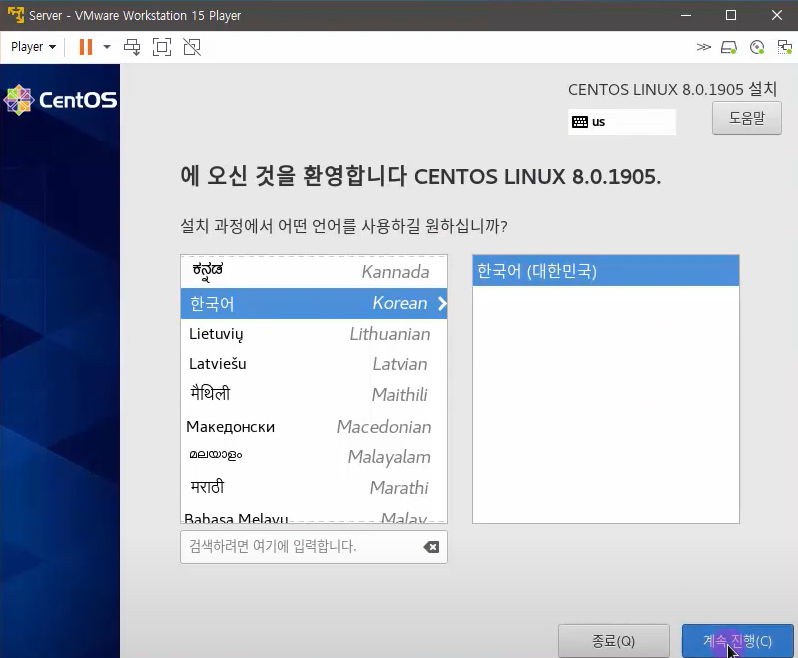 Server - VMware Workstation 15 Player
Player
CentOS
CENTOS LINUX 8.0.1905 설치
us
도움말
에 오신 것을 환영합니다 CENTOS LINUX 8.0.1905.
설치 과정에서 어떤 언어를 사용하길 원하십니까?
ಕನ್ನಡ Kannada
한국어 Korean
한국어 (대한민국)
Lietuvių Lithuanian
Latviešu Latvian
मैथिली Maithili
Македонски Macedonian
മലയാളം Malayalam
मराठी Marathi
Bahasa Melayu Malay
검색하려면 여기에 입력합니다.
종료(Q)
계속 진행(C)